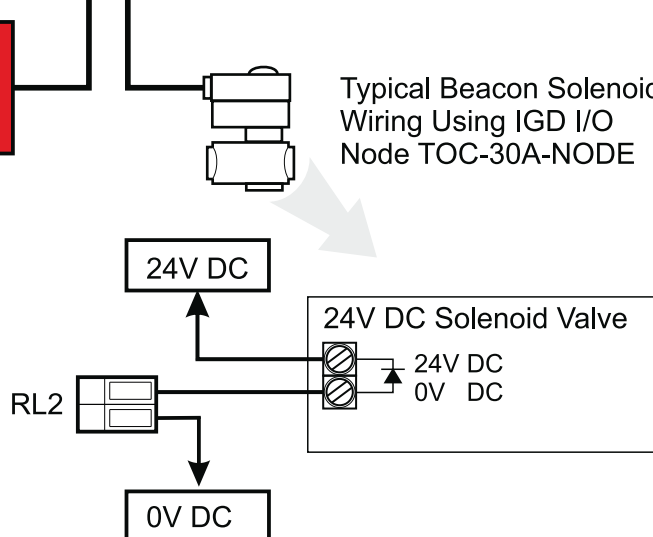 Typical Beacon Solenoid
Wiring Using IGD I/O
Node TOC-30A-NODE
24V DC
24V DC Solenoid Valve
24V DC
0V DC
RL2
0V DC